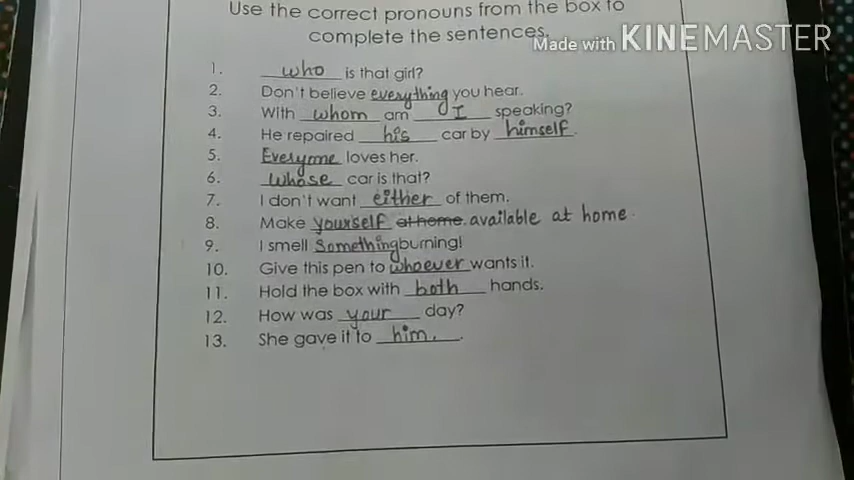 Use the correct pronouns from the box to
complete the sentences.
Made with KINEMASTER
1. who is that girl?
2. Don't believe everything you hear.
3. With whom am I speaking?
4. He repaired his car by himself.
5. Everyone loves her.
6. whose car is that?
7. I don't want either of them.
8. Make yourself at home. available at home.
9. I smell something burning!
10. Give this pen to whoever wants it.
11. Hold the box with both hands.
12. How was your day?
13. She gave it to him..